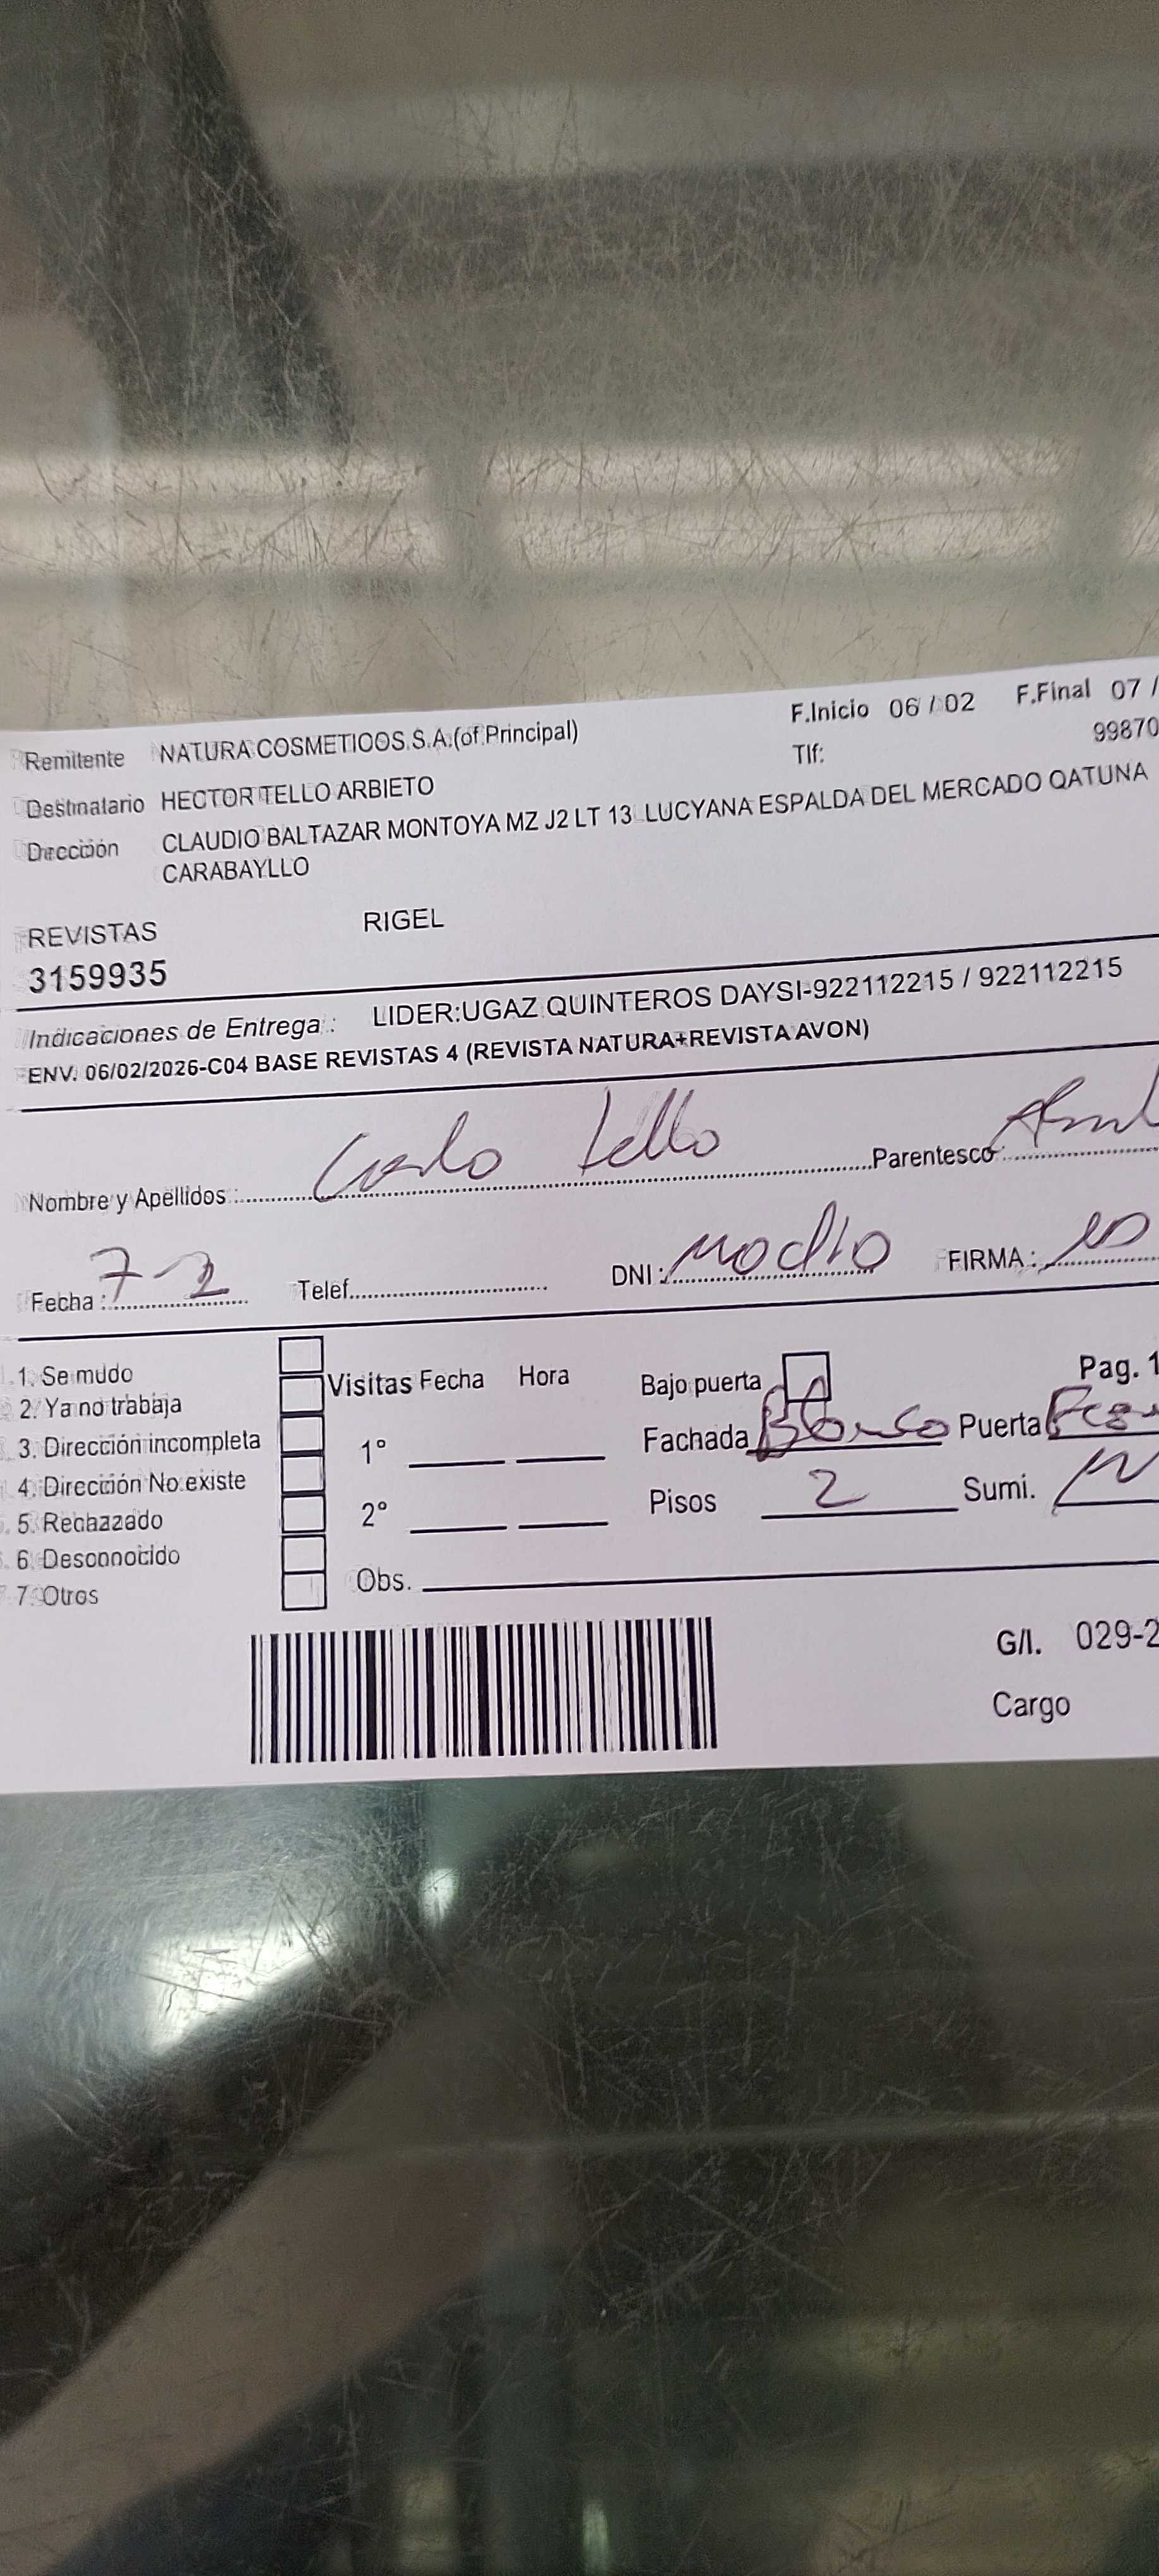 F.Inicio 06 / 02 F.Final 07 /
Remitente NATURA COSMETICOS.S.A.(of.Principal)
Tlf: 99870
Destinatario HECTOR TELLO ARBIETO
Dirección CLAUDIO BALTAZAR MONTOYA MZ J2 LT 13 LUCYANA ESPALDA DEL MERCADO QATUNA
CARABAYLLO
REVISTAS RIGEL
3159935
Indicaciones de Entrega : LIDER:UGAZ QUINTEROS DAYSI-922112215 / 922112215
ENV. 06/02/2026-C04 BASE REVISTAS 4 (REVISTA NATURA+REVISTA AVON)
Nombre y Apellidos : Tello Parentesco :
Fecha : 7-2 Telef. DNI : FIRMA :
1. Se mudo
2. Ya no trabaja
3. Dirección incompleta
4. Dirección No existe
5. Rechazado
6. Desconocido
7. Otros
Visitas Fecha Hora
1°
2°
Obs.
Bajo puerta Pag. 1
Fachada Blanco Puerta
Pisos 2 Sumi.
G/I. 029-2
Cargo